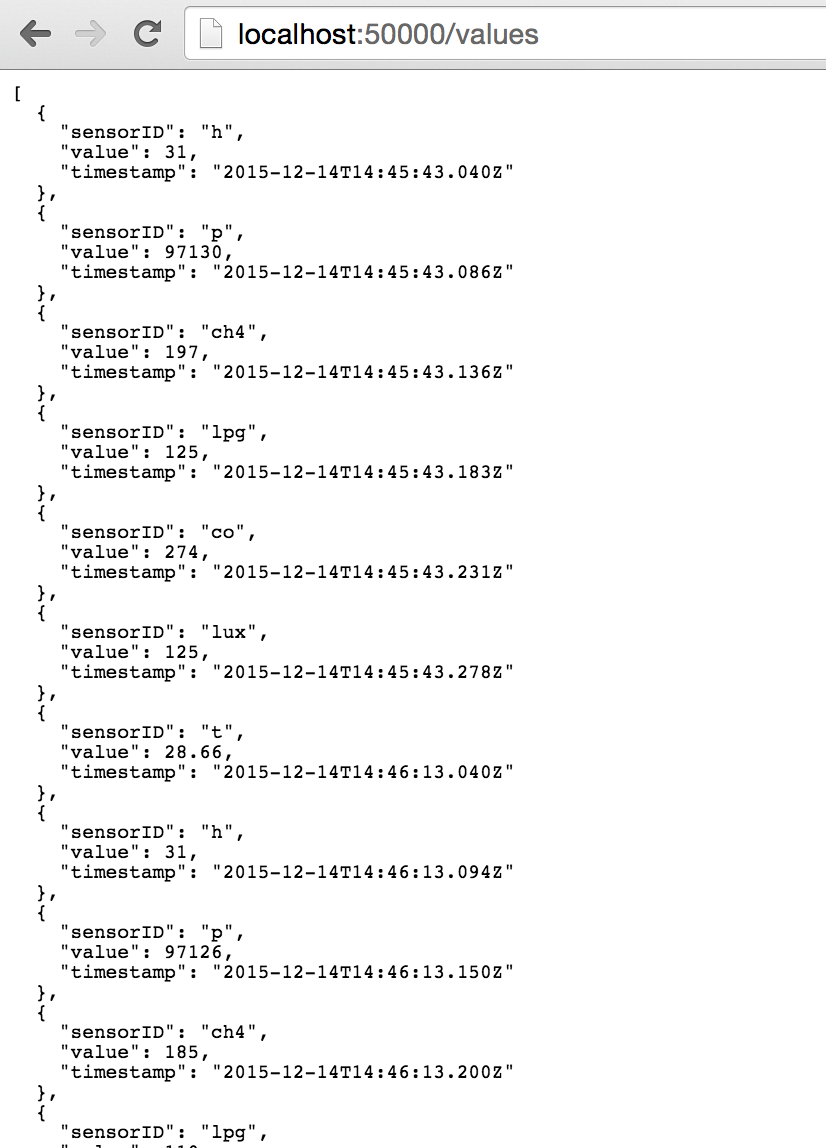 localhost:50000/values
[
  {
    "sensorID": "h",
    "value": 31,
    "timestamp": "2015-12-14T14:45:43.040Z"
  },
  {
    "sensorID": "p",
    "value": 97130,
    "timestamp": "2015-12-14T14:45:43.086Z"
  },
  {
    "sensorID": "ch4",
    "value": 197,
    "timestamp": "2015-12-14T14:45:43.136Z"
  },
  {
    "sensorID": "lpg",
    "value": 125,
    "timestamp": "2015-12-14T14:45:43.183Z"
  },
  {
    "sensorID": "co",
    "value": 274,
    "timestamp": "2015-12-14T14:45:43.231Z"
  },
  {
    "sensorID": "lux",
    "value": 125,
    "timestamp": "2015-12-14T14:45:43.278Z"
  },
  {
    "sensorID": "t",
    "value": 28.66,
    "timestamp": "2015-12-14T14:46:13.040Z"
  },
  {
    "sensorID": "h",
    "value": 31,
    "timestamp": "2015-12-14T14:46:13.094Z"
  },
  {
    "sensorID": "p",
    "value": 97126,
    "timestamp": "2015-12-14T14:46:13.150Z"
  },
  {
    "sensorID": "ch4",
    "value": 185,
    "timestamp": "2015-12-14T14:46:13.200Z"
  },
  {
    "sensorID": "lpg",